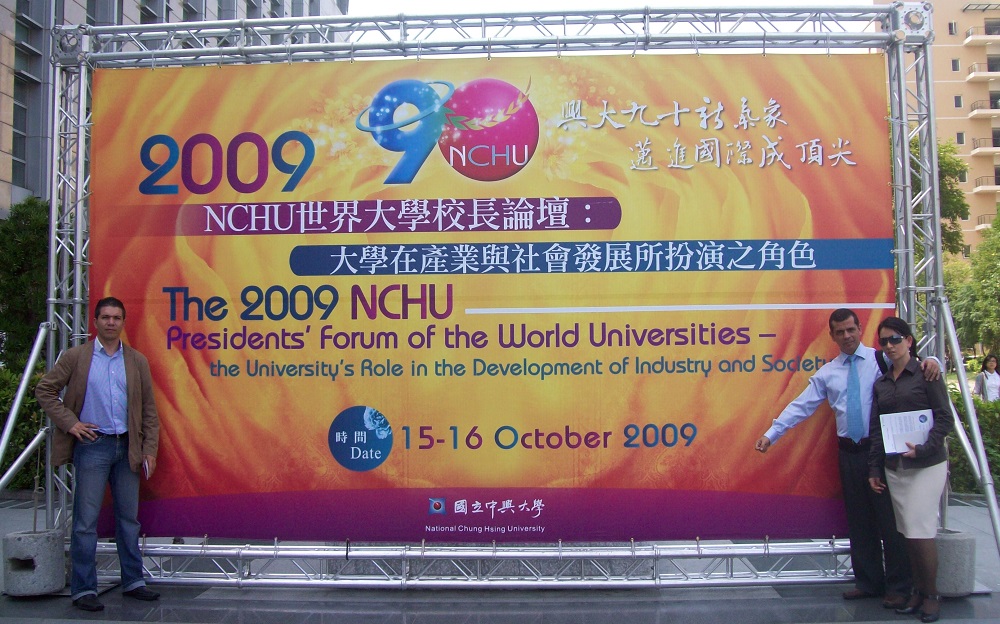 2009
90
NCHU
興大九十新氣象
邁進國際成頂尖
NCHU世界大學校長論壇：
大學在產業與社會發展所扮演之角色
The 2009 NCHU
Presidents' Forum of the World Universities –
the University's Role in the Development of Industry and Society
時間
Date
15-16 October 2009
國立中興大學
National Chung Hsing University